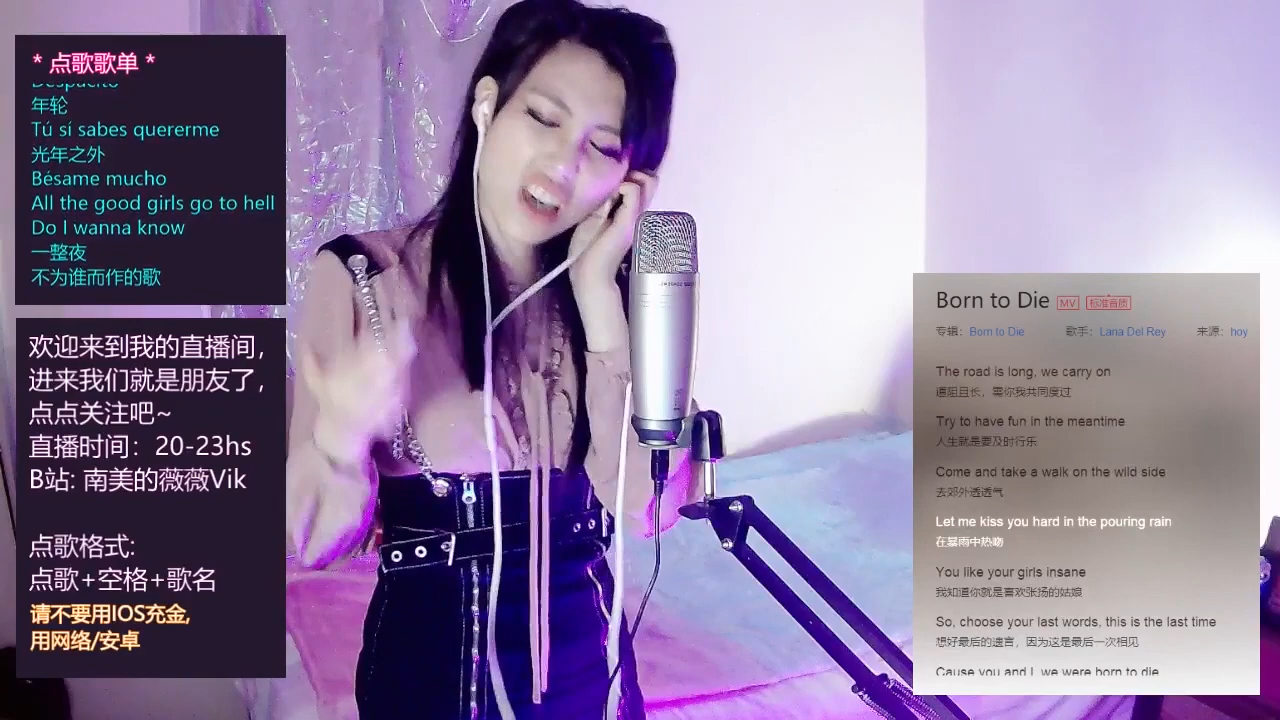 * 点歌歌单 *
Despacito
年轮
Tú sí sabes quererme
光年之外
Bésame mucho
All the good girls go to hell
Do I wanna know
一整夜
不为谁而作的歌
欢迎来到我的直播间，
进来我们就是朋友了，
点点关注吧~
直播时间：20-23hs
B站: 南美的薇薇Vik
点歌格式:
点歌+空格+歌名
请不要用IOS充金,
用网络/安卓
Born to Die MV 标准音质
专辑：Born to Die 歌手：Lana Del Rey 来源：hoy
The road is long, we carry on
道阻且长，需你我共同度过
Try to have fun in the meantime
人生就是要及时行乐
Come and take a walk on the wild side
去郊外透透气
Let me kiss you hard in the pouring rain
在暴雨中热吻
You like your girls insane
我知道你就是喜欢张扬的姑娘
So, choose your last words, this is the last time
想好最后的遗言，因为这是最后一次相见
Cause you and I, we were born to die